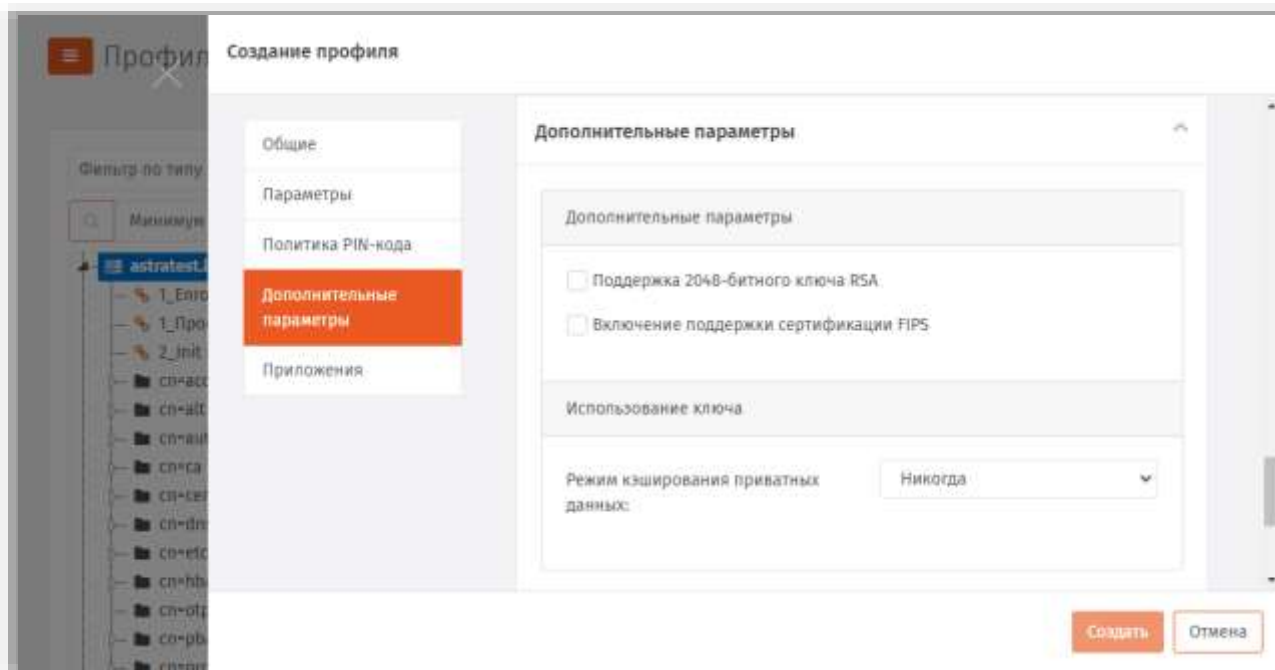 Профил
Создание профиля
Фильтр по типу
Минимум
astratest.
1_Enro
1_Про
2_Init
cn=acc
cn=alt
cn=aut
cn=ca
cn=cer
cn=dn
cn=etc
cn=hb
cn=otp
cn=pb
Общие
Параметры
Политика PIN-кода
Дополнительные
параметры
Приложения
Дополнительные параметры
Дополнительные параметры
Поддержка 2048-битного ключа RSA
Включение поддержки сертификации FIPS
Использование ключа
Режим кэширования приватных
данных:
Никогда
Создать
Отмена